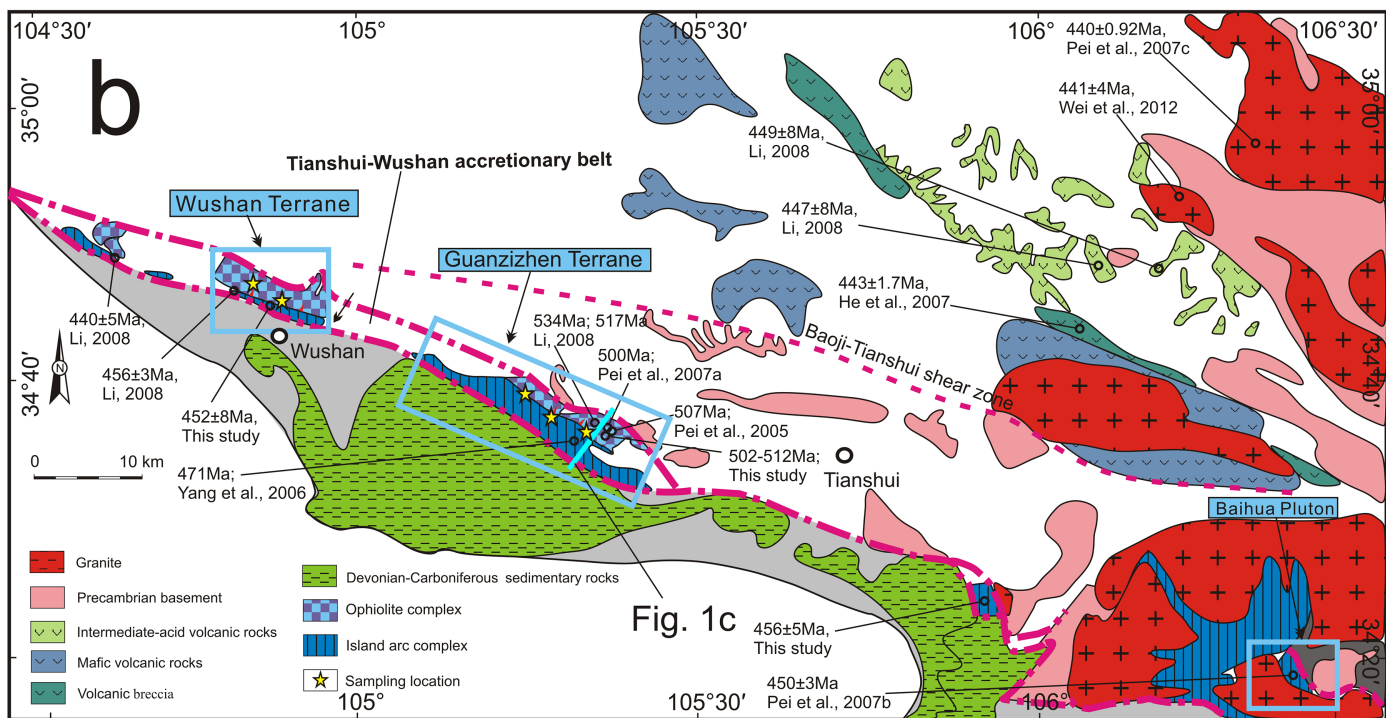 104°30′
105°
105°30′
106°
106°30′
b
35°00′
34°40′
35°00′
34°40′
34°20′
440±0.92Ma,
Pei et al., 2007c
441±4Ma,
Wei et al., 2012
449±8Ma,
Li, 2008
447±8Ma,
Li, 2008
443±1.7Ma,
He et al., 2007
Tianshui-Wushan accretionary belt
Wushan Terrane
Guanzizhen Terrane
Baoji-Tianshui shear zone
440±5Ma,
Li, 2008
456±3Ma,
Li, 2008
452±8Ma,
This study
Wushan
534Ma; 517Ma
Li, 2008
500Ma;
Pei et al., 2007a
507Ma;
Pei et al., 2005
502-512Ma;
This study
471Ma;
Yang et al., 2006
Tianshui
N
0 10 km
Baihua Pluton
Fig. 1c
456±5Ma,
This study
450±3Ma
Pei et al., 2007b
Granite
Precambrian basement
Intermediate-acid volcanic rocks
Mafic volcanic rocks
Volcanic breccia
Devonian-Carboniferous sedimentary rocks
Ophiolite complex
Island arc complex
Sampling location
105°
105°30′
106°